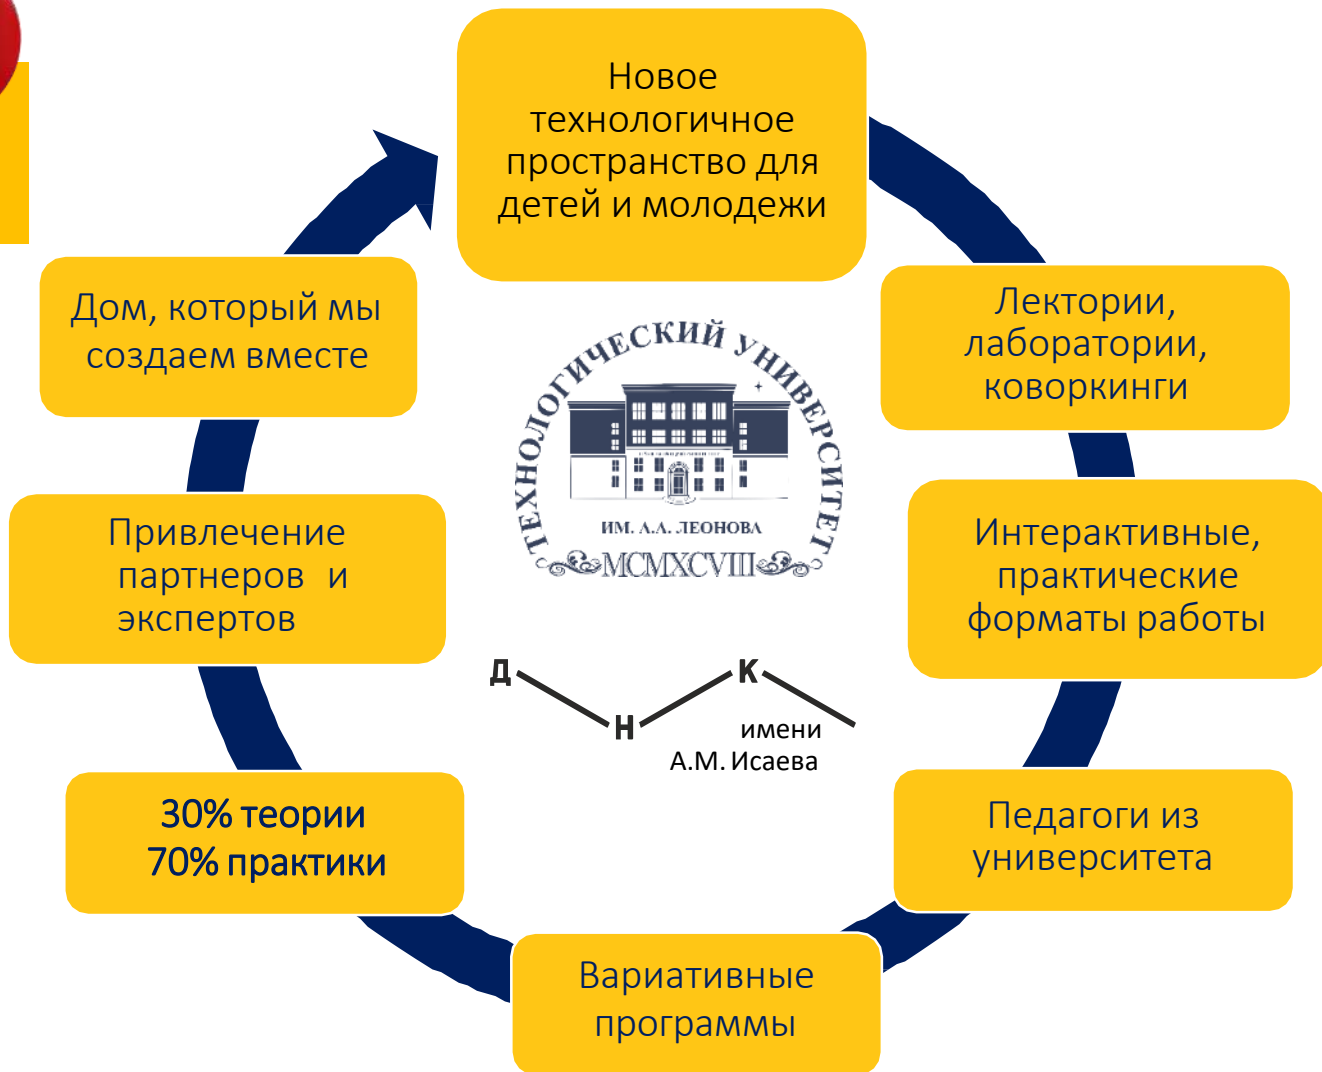 Новое
технологичное
пространство для
детей и молодежи
Лектории,
лаборатории,
коворкинги
Интерактивные,
практические
форматы работы
Педагоги из
университета
Вариативные
программы
30% теории
70% практики
Привлечение
партнеров и
экспертов
Дом, который мы
создаем вместе
ТЕХНОЛОГИЧЕСКИЙ УНИВЕРСИТЕТ
ИМ. А.А. ЛЕОНОВА
MCMXCVIII
Д Н К
имени
А.М. Исаева